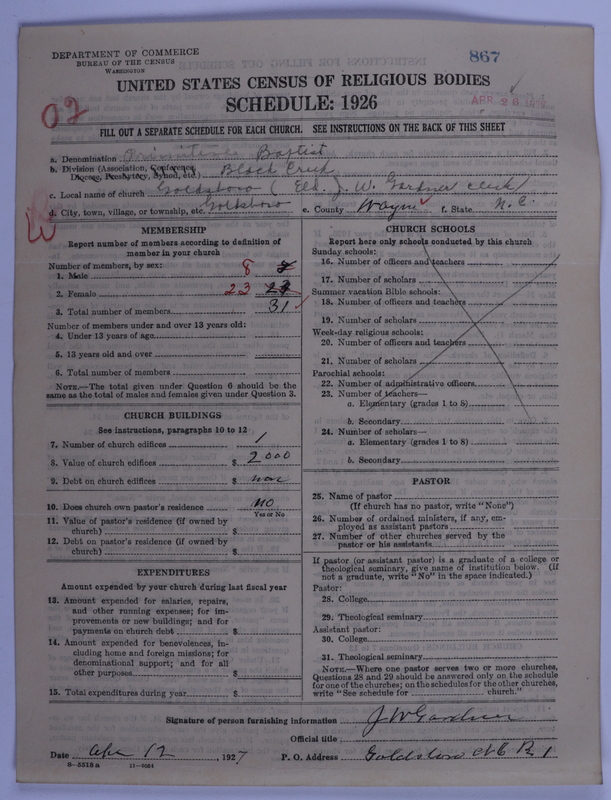 DEPARTMENT OF COMMERCE
BUREAU OF THE CENSUS
WASHINGTON
867
UNITED STATES CENSUS OF RELIGIOUS BODIES
SCHEDULE: 1926
APR 26
02
FILL OUT A SEPARATE SCHEDULE FOR EACH CHURCH. SEE INSTRUCTIONS ON THE BACK OF THIS SHEET
a. Denomination Primitive Baptist
b. Division (Association, Conference, Diocese, Presbytery, Synod, etc.) Black Creek
c. Local name of church Goldsboro (Eld. J. W. Gardner clerk)
d. City, town, village, or township, etc. Goldsboro e. County Wayne f. State N. C.
MEMBERSHIP
Report number of members according to definition of
member in your church
Number of members, by sex:
1. Male 8
2. Female 23
3. Total number of members 31
Number of members under and over 13 years old:
4. Under 13 years of age
5. 13 years old and over
6. Total number of members
NOTE.—The total given under Question 6 should be the
same as the total of males and females given under Question 3.
CHURCH BUILDINGS
See instructions, paragraphs 10 to 12
7. Number of church edifices 1
8. Value of church edifices $ 2000
9. Debt on church edifices $ none
10. Does church own pastor's residence No
Yes or No
11. Value of pastor's residence (if owned by
church) $
12. Debt on pastor's residence (if owned by
church) $
EXPENDITURES
Amount expended by your church during last fiscal year
13. Amount expended for salaries, repairs,
and other running expenses; for im-
provements or new buildings; and for
payments on church debt $
14. Amount expended for benevolences, in-
cluding home and foreign missions; for
denominational support; and for all
other purposes $
15. Total expenditures during year $
CHURCH SCHOOLS
Report here only schools conducted by this church
Sunday schools:
16. Number of officers and teachers
17. Number of scholars
Summer vacation Bible schools:
18. Number of officers and teachers
19. Number of scholars
Week-day religious schools:
20. Number of officers and teachers
21. Number of scholars
Parochial schools:
22. Number of administrative officers
23. Number of teachers—
a. Elementary (grades 1 to 8)
b. Secondary
24. Number of scholars—
a. Elementary (grades 1 to 8)
b. Secondary
PASTOR
25. Name of pastor
(If church has no pastor, write "None")
26. Number of ordained ministers, if any, em-
ployed as assistant pastors
27. Number of other churches served by the
pastor or his assistants
If pastor (or assistant pastor) is a graduate of a college or
theological seminary, give name of institution below. (If
not a graduate, write "No" in the space indicated.)
Pastor:
28. College
29. Theological seminary
Assistant pastor:
30. College
31. Theological seminary
NOTE.—Where one pastor serves two or more churches,
Questions 28 and 29 should be answered only on the schedule
for one of the churches; on the schedules for the other churches,
write "See schedule for church."
Signature of person furnishing information J W Gardner
Official title
Date Apr 12 1927 P. O. Address Goldsboro N C R 1
8-5518 a 11-9034